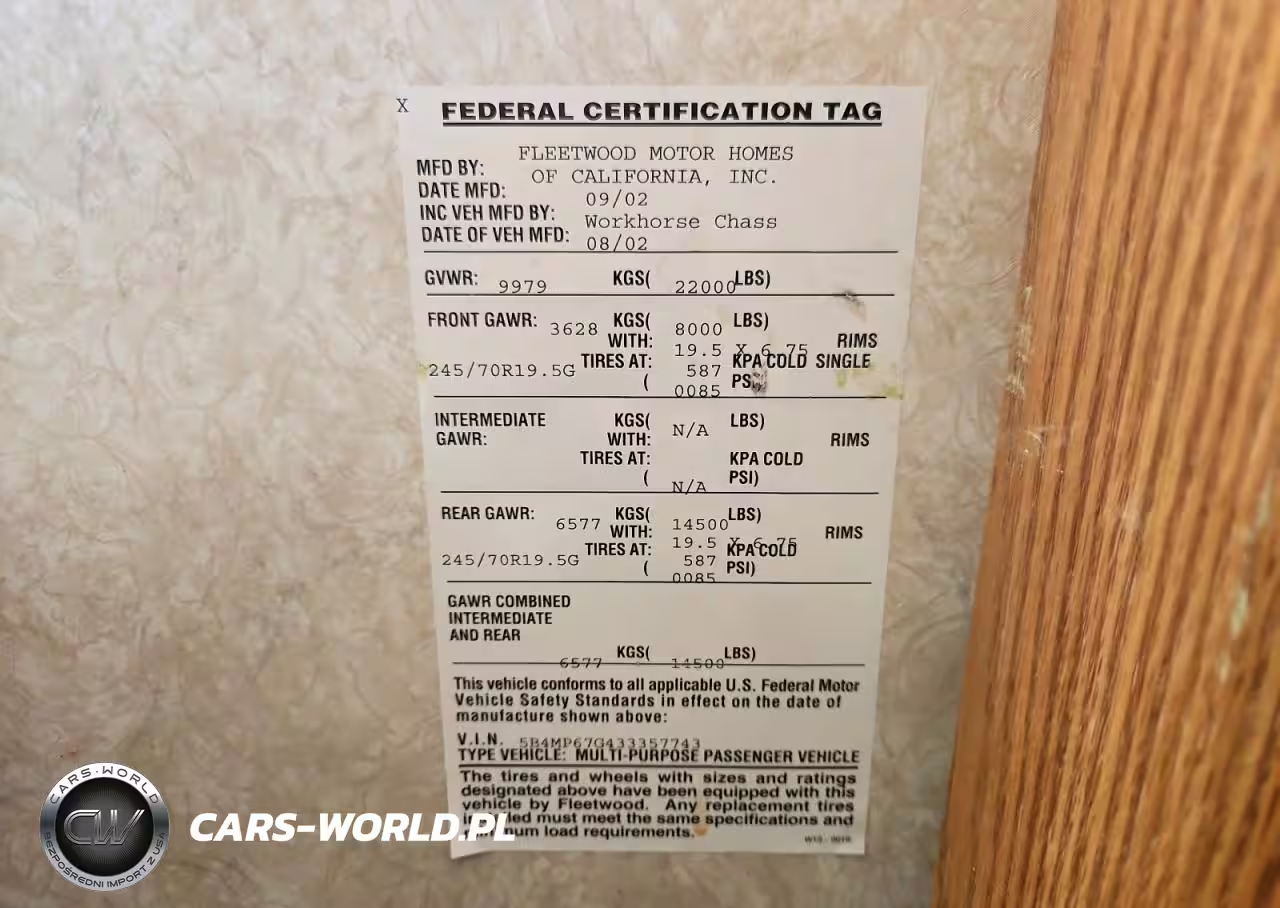 X
FEDERAL CERTIFICATION TAG
MFD BY: FLEETWOOD MOTOR HOMES
OF CALIFORNIA, INC.
DATE MFD: 09/02
INC VEH MFD BY: Workhorse Chass
DATE OF VEH MFD: 08/02
GVWR: 9979 KGS( 22000 LBS)
FRONT GAWR: 3628 KGS( 8000 LBS)
WITH: 19.5 X 6.75 RIMS
245/70R19.5G TIRES AT: 587 KPA COLD SINGLE
( 0085 PSI)
INTERMEDIATE GAWR: KGS( N/A LBS)
WITH: RIMS
TIRES AT: KPA COLD
( N/A PSI)
REAR GAWR: 6577 KGS( 14500 LBS)
WITH: 19.5 X 6.75 RIMS
245/70R19.5G TIRES AT: 587 KPA COLD
( 0085 PSI)
GAWR COMBINED
INTERMEDIATE
AND REAR
6577 KGS( 14500 LBS)
This vehicle conforms to all applicable U.S. Federal Motor
Vehicle Safety Standards in effect on the date of
manufacture shown above:
V.I.N. 5B4MP67G433357743
TYPE VEHICLE: MULTI-PURPOSE PASSENGER VEHICLE
The tires and wheels with sizes and ratings
designated above have been equipped with this
vehicle by Fleetwood. Any replacement tires
must meet the same specifications and
load requirements.
CARS-WORLD
CW
BEZPOŚREDNI IMPORT Z USA
CARS-WORLD.PL